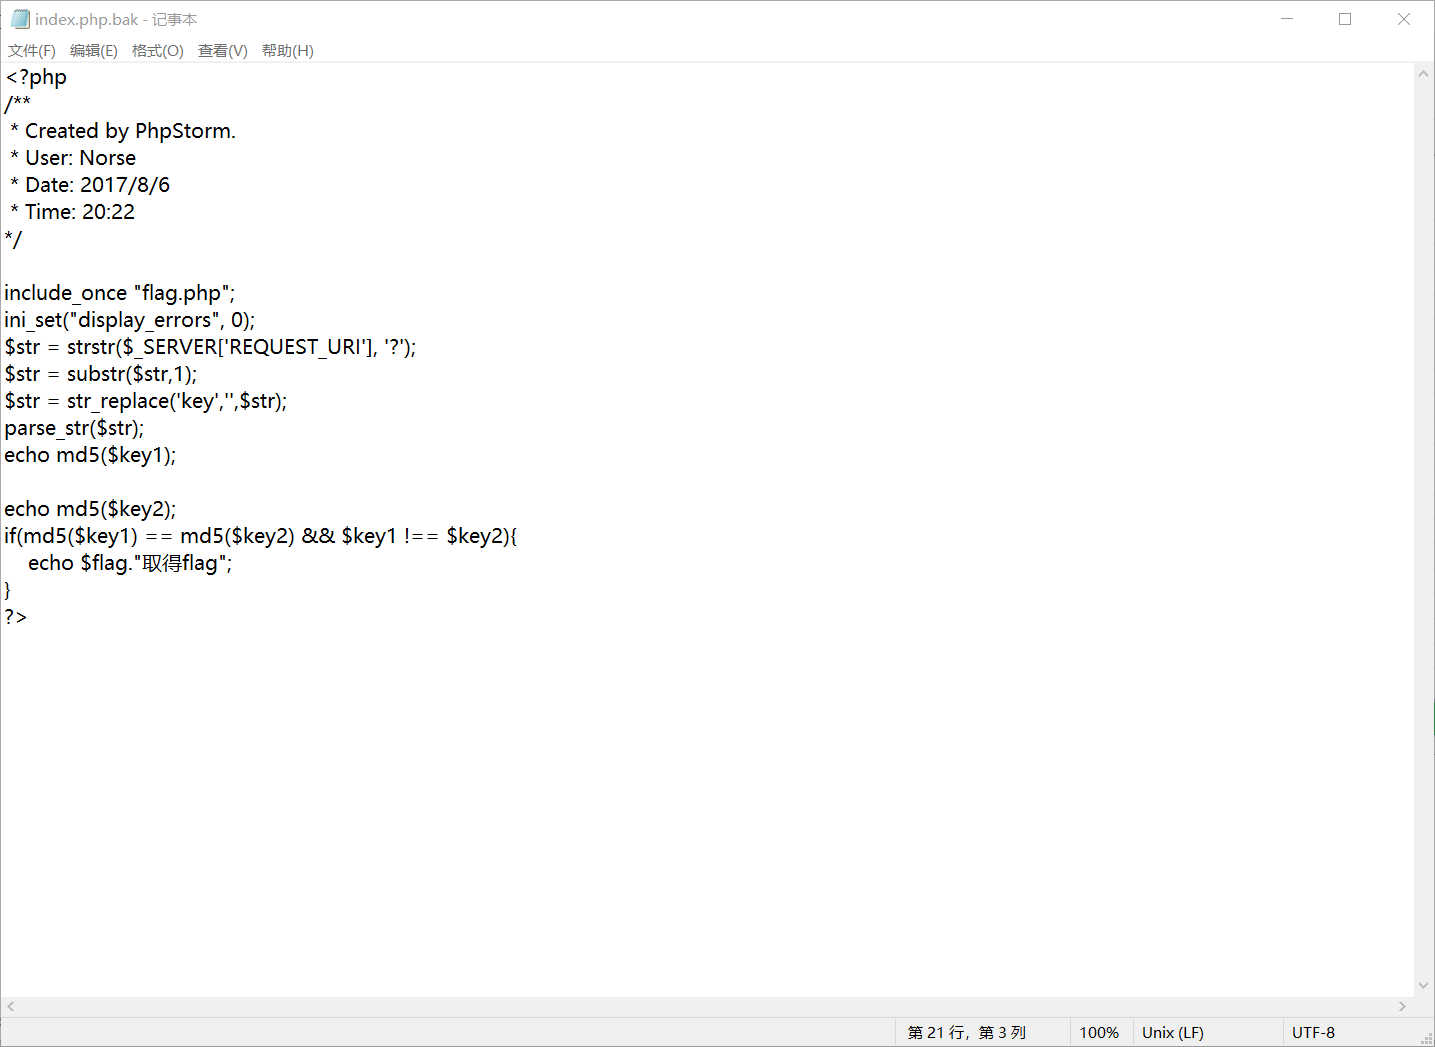 index.php.bak - 记事本
文件(F) 编辑(E) 格式(O) 查看(V) 帮助(H)
<?php
/**
 * Created by PhpStorm.
 * User: Norse
 * Date: 2017/8/6
 * Time: 20:22
*/
include_once "flag.php";
ini_set("display_errors", 0);
$str = strstr($_SERVER['REQUEST_URI'], '?');
$str = substr($str,1);
$str = str_replace('key','',$str);
parse_str($str);
echo md5($key1);
echo md5($key2);
if(md5($key1) == md5($key2) && $key1 !== $key2){
    echo $flag."取得flag";
}
?>
第 21 行，第 3 列 100% Unix (LF) UTF-8